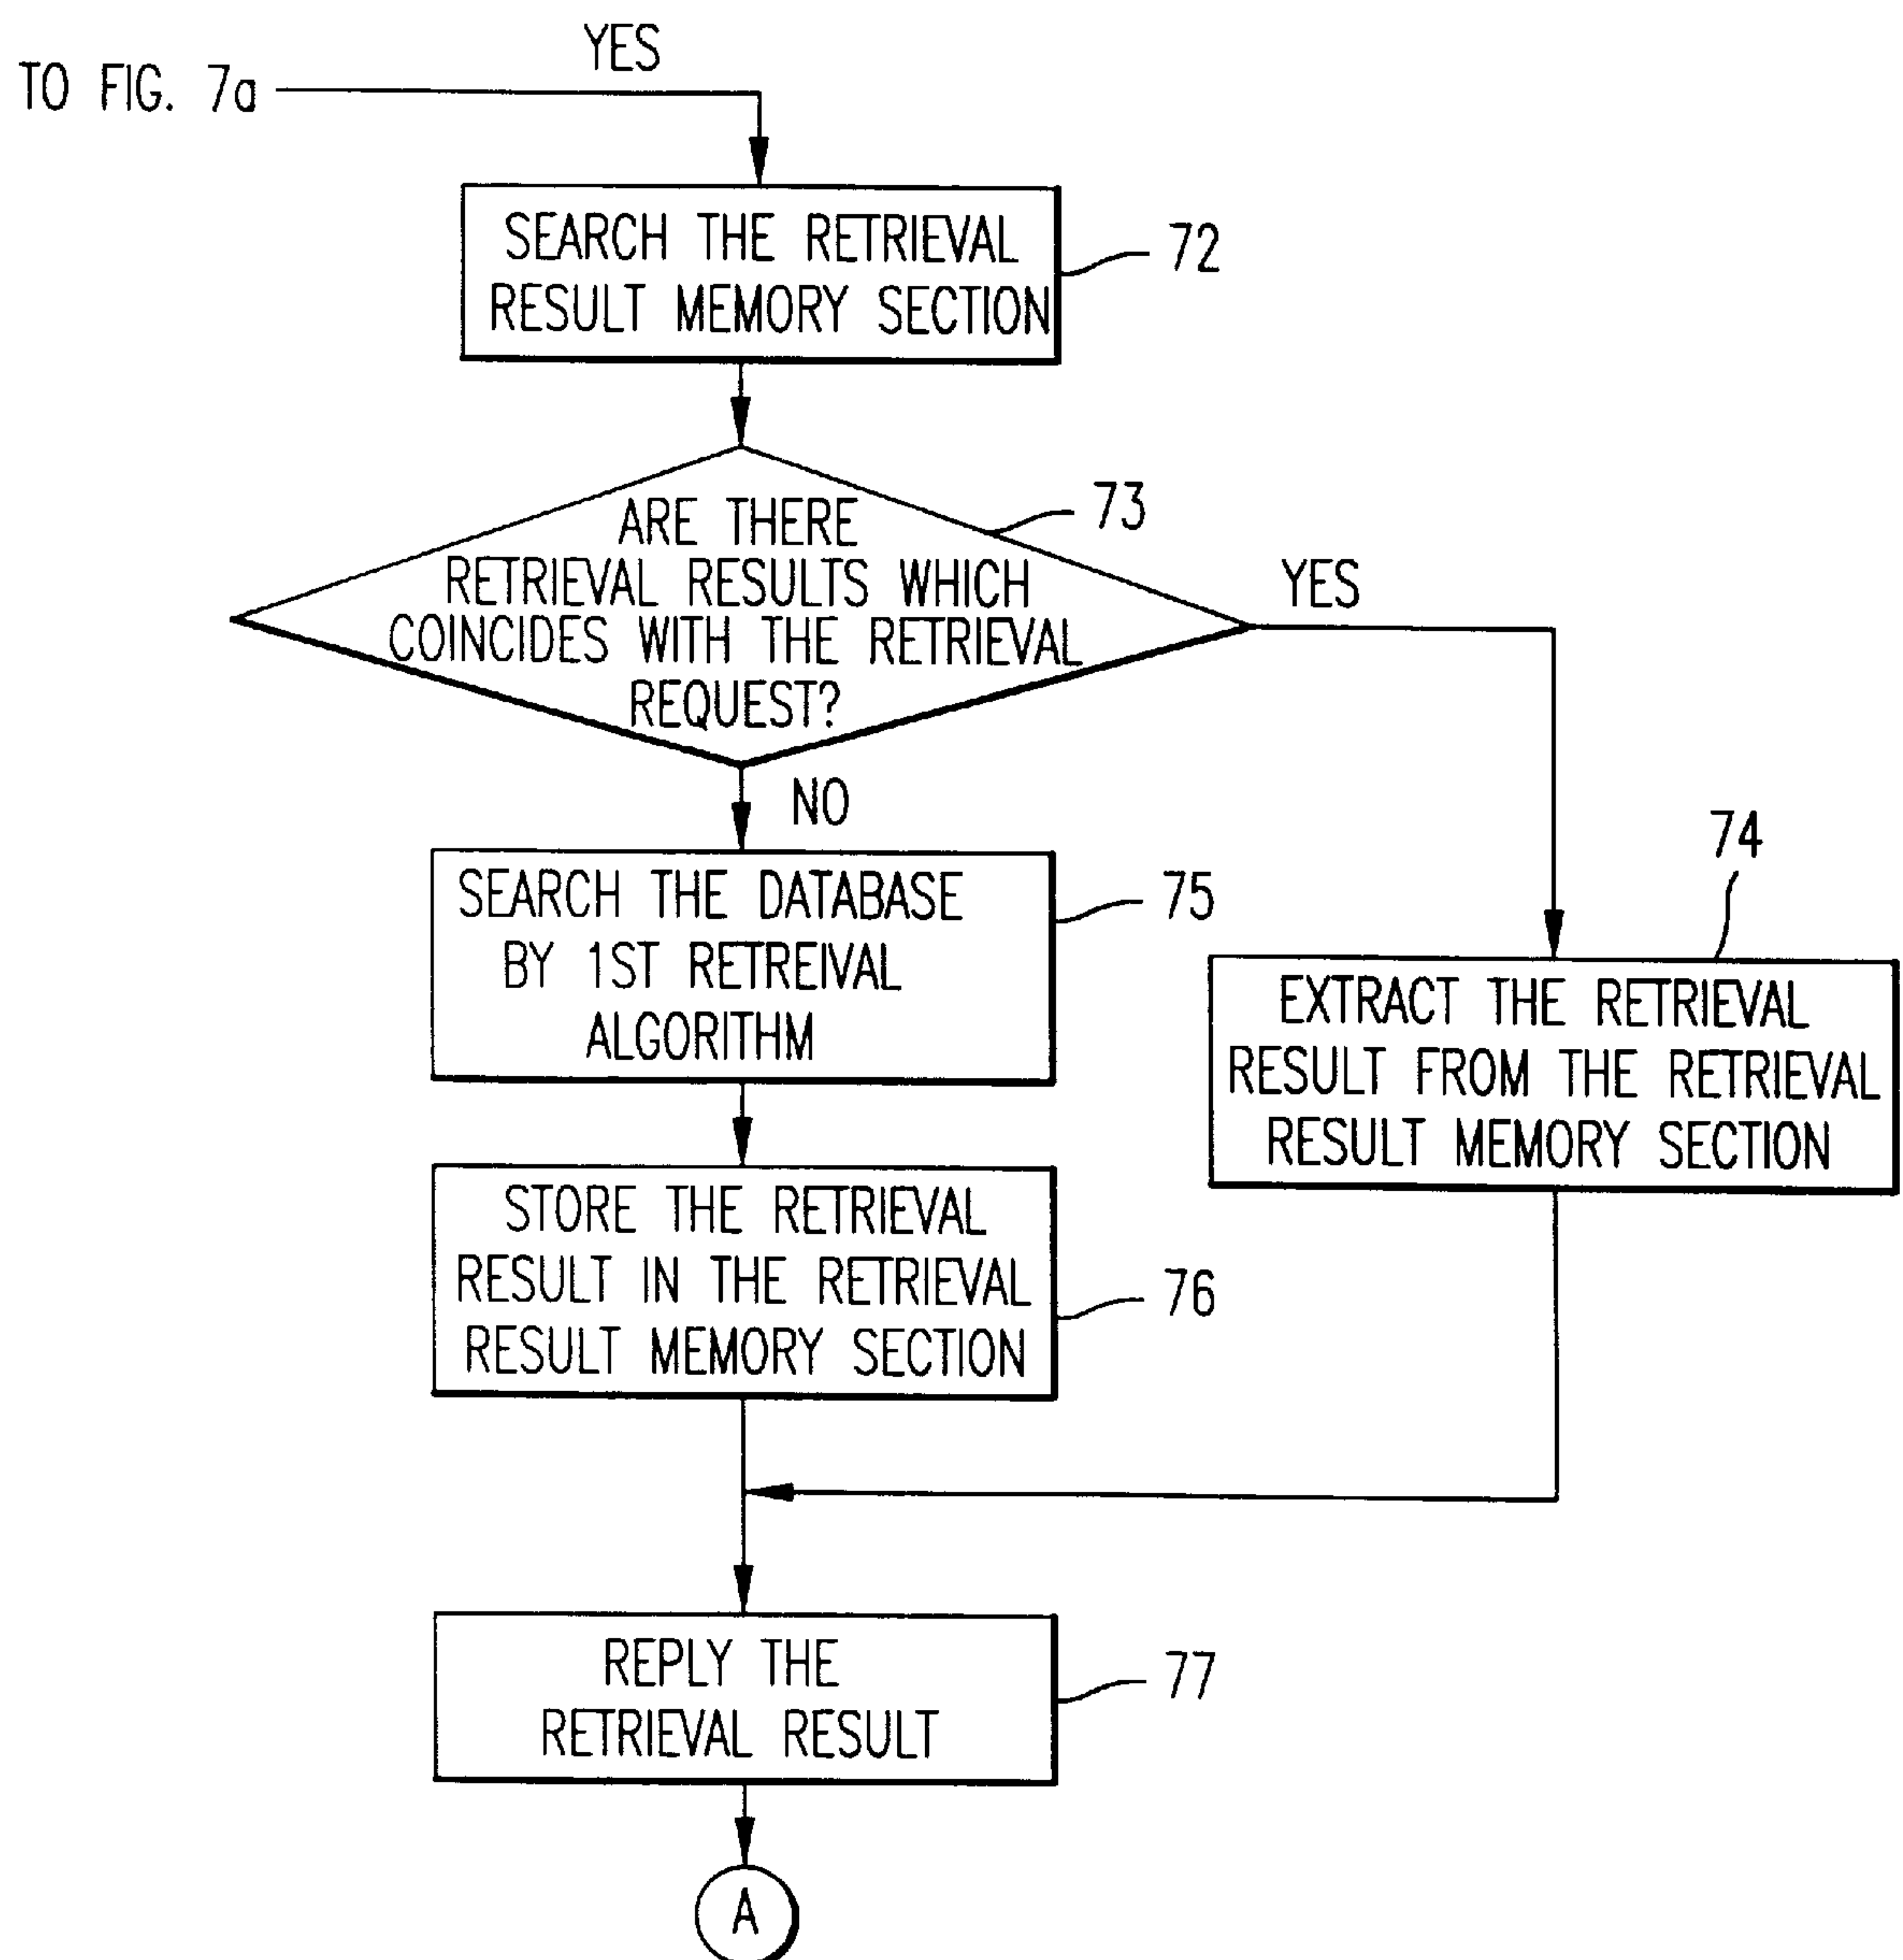 YES
TO FIG. 7a
SEARCH THE RETRIEVAL
RESULT MEMORY SECTION
72
ARE THERE
RETRIEVAL RESULTS WHICH
COINCIDES WITH THE RETRIEVAL
REQUEST?
73
YES
NO
SEARCH THE DATABASE
BY 1ST RETREIVAL
ALGORITHM
75
74
EXTRACT THE RETRIEVAL
RESULT FROM THE RETRIEVAL
RESULT MEMORY SECTION
STORE THE RETRIEVAL
RESULT IN THE RETRIEVAL
RESULT MEMORY SECTION
76
REPLY THE
RETRIEVAL RESULT
77
A